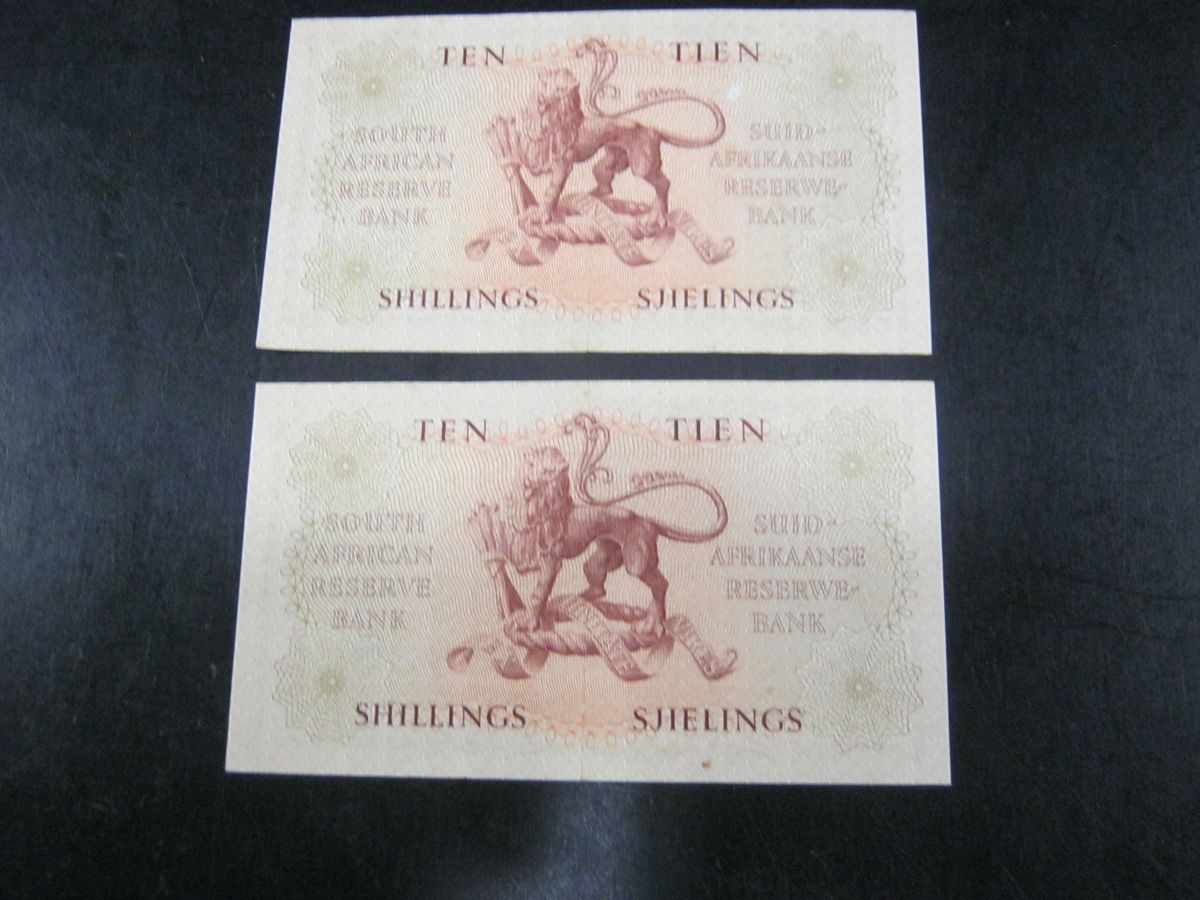 TEN TIEN
SOUTH
AFRICAN
RESERVE
BANK
SUID-
AFRIKAANSE
RESERWE-
BANK
SHILLINGS SJIELINGS
TEN TIEN
SOUTH
AFRICAN
RESERVE
BANK
SUID-
AFRIKAANSE
RESERWE-
BANK
SHILLINGS SJIELINGS